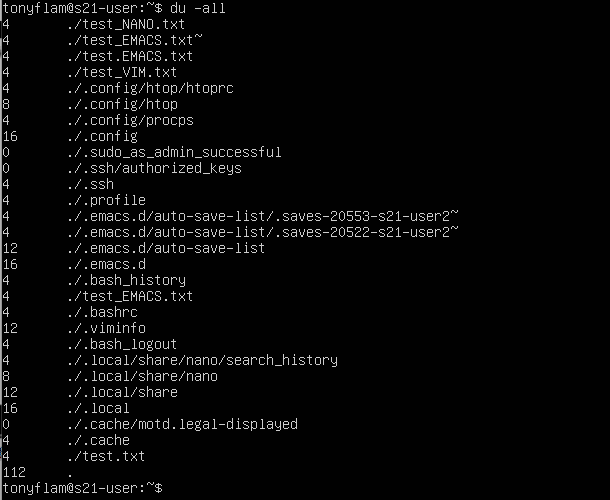 tonyflam@s21-user:~$ du -all
4 ./test_NANO.txt
4 ./test_EMACS.txt~
4 ./test.EMACS.txt
4 ./test_VIM.txt
4 ./.config/htop/htoprc
8 ./.config/htop
4 ./.config/procps
16 ./.config
0 ./.sudo_as_admin_successful
0 ./.ssh/authorized_keys
4 ./.ssh
4 ./.profile
4 ./.emacs.d/auto-save-list/.saves-20553-s21-user2~
4 ./.emacs.d/auto-save-list/.saves-20522-s21-user2~
12 ./.emacs.d/auto-save-list
16 ./.emacs.d
4 ./.bash_history
4 ./test_EMACS.txt
4 ./.bashrc
12 ./.viminfo
4 ./.bash_logout
4 ./.local/share/nano/search_history
8 ./.local/share/nano
12 ./.local/share
16 ./.local
0 ./.cache/motd.legal-displayed
4 ./.cache
4 ./test.txt
112 .
tonyflam@s21-user:~$